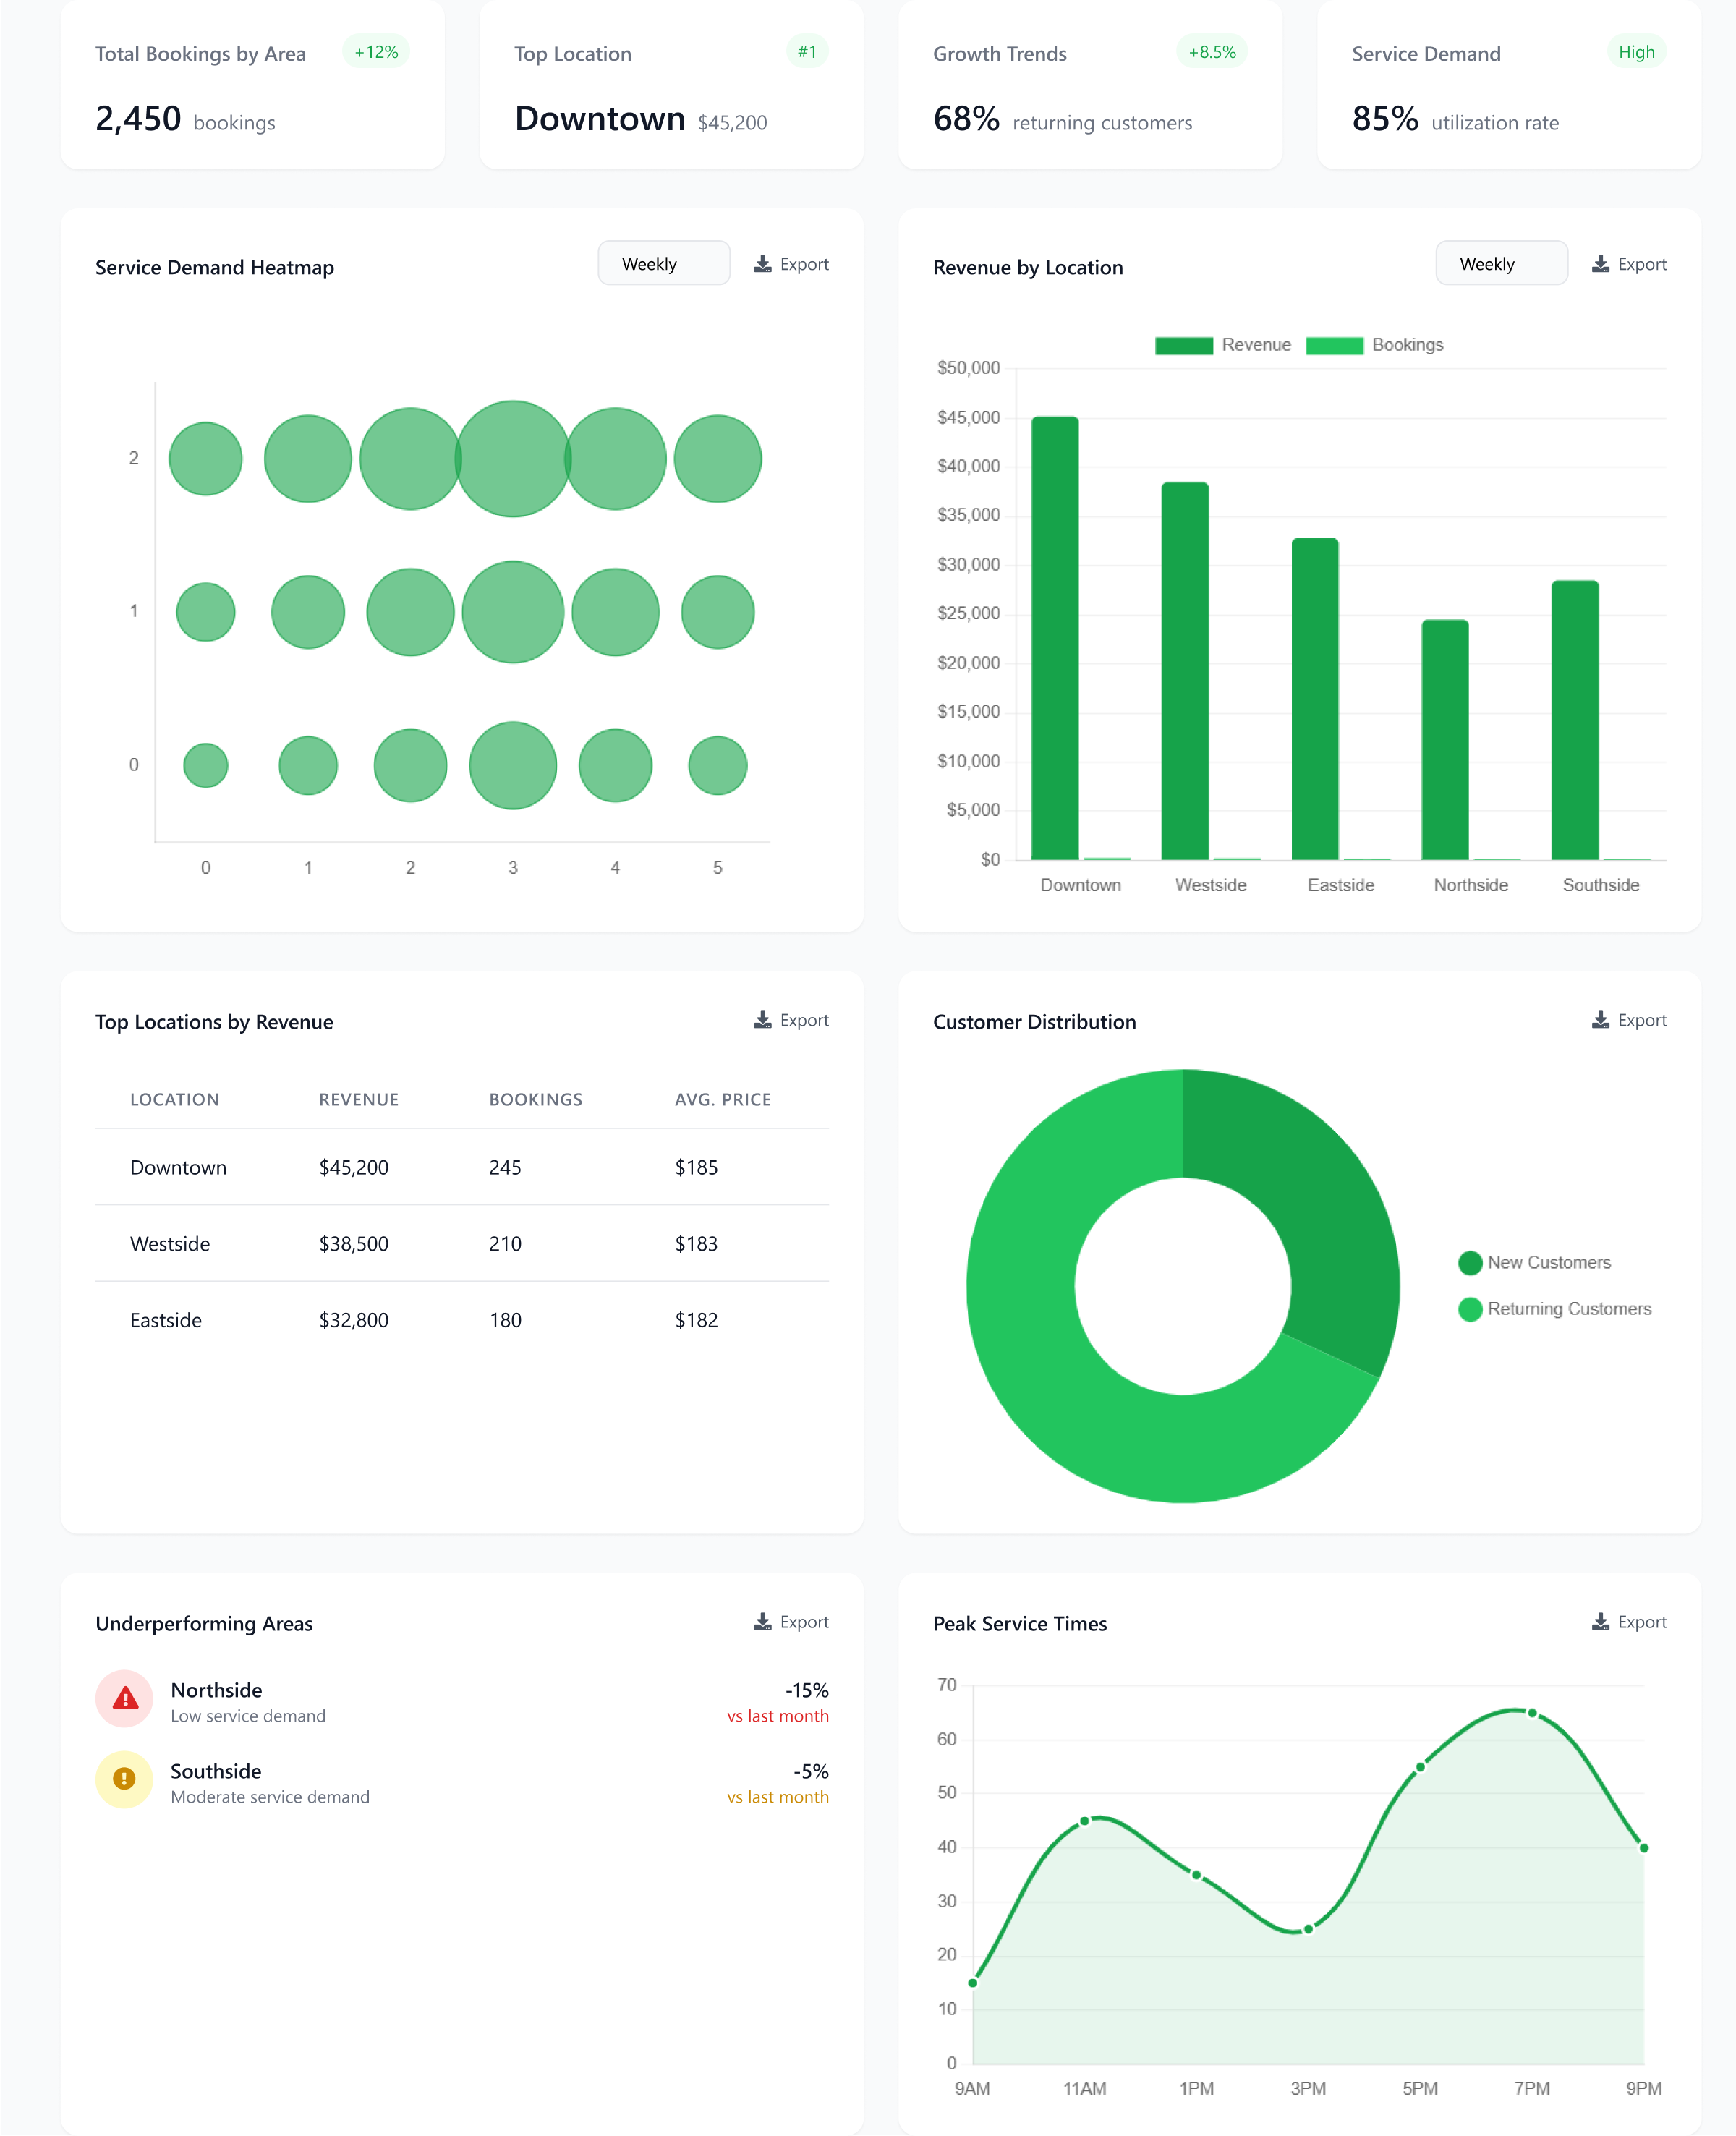 Total Bookings by Area +12%
2,450 bookings
Top Location #1
Downtown $45,200
Growth Trends +8.5%
68% returning customers
Service Demand High
85% utilization rate
Service Demand Heatmap Weekly Export
2
1
0
0 1 2 3 4 5
Revenue by Location Weekly Export
Revenue Bookings
$50,000
$45,000
$40,000
$35,000
$30,000
$25,000
$20,000
$15,000
$10,000
$5,000
$0
Downtown Westside Eastside Northside Southside
Top Locations by Revenue Export
LOCATION REVENUE BOOKINGS AVG. PRICE
Downtown $45,200 245 $185
Westside $38,500 210 $183
Eastside $32,800 180 $182
Customer Distribution Export
New Customers
Returning Customers
Underperforming Areas Export
Northside -15%
Low service demand vs last month
Southside -5%
Moderate service demand vs last month
Peak Service Times Export
70
60
50
40
30
20
10
0
9AM 11AM 1PM 3PM 5PM 7PM 9PM